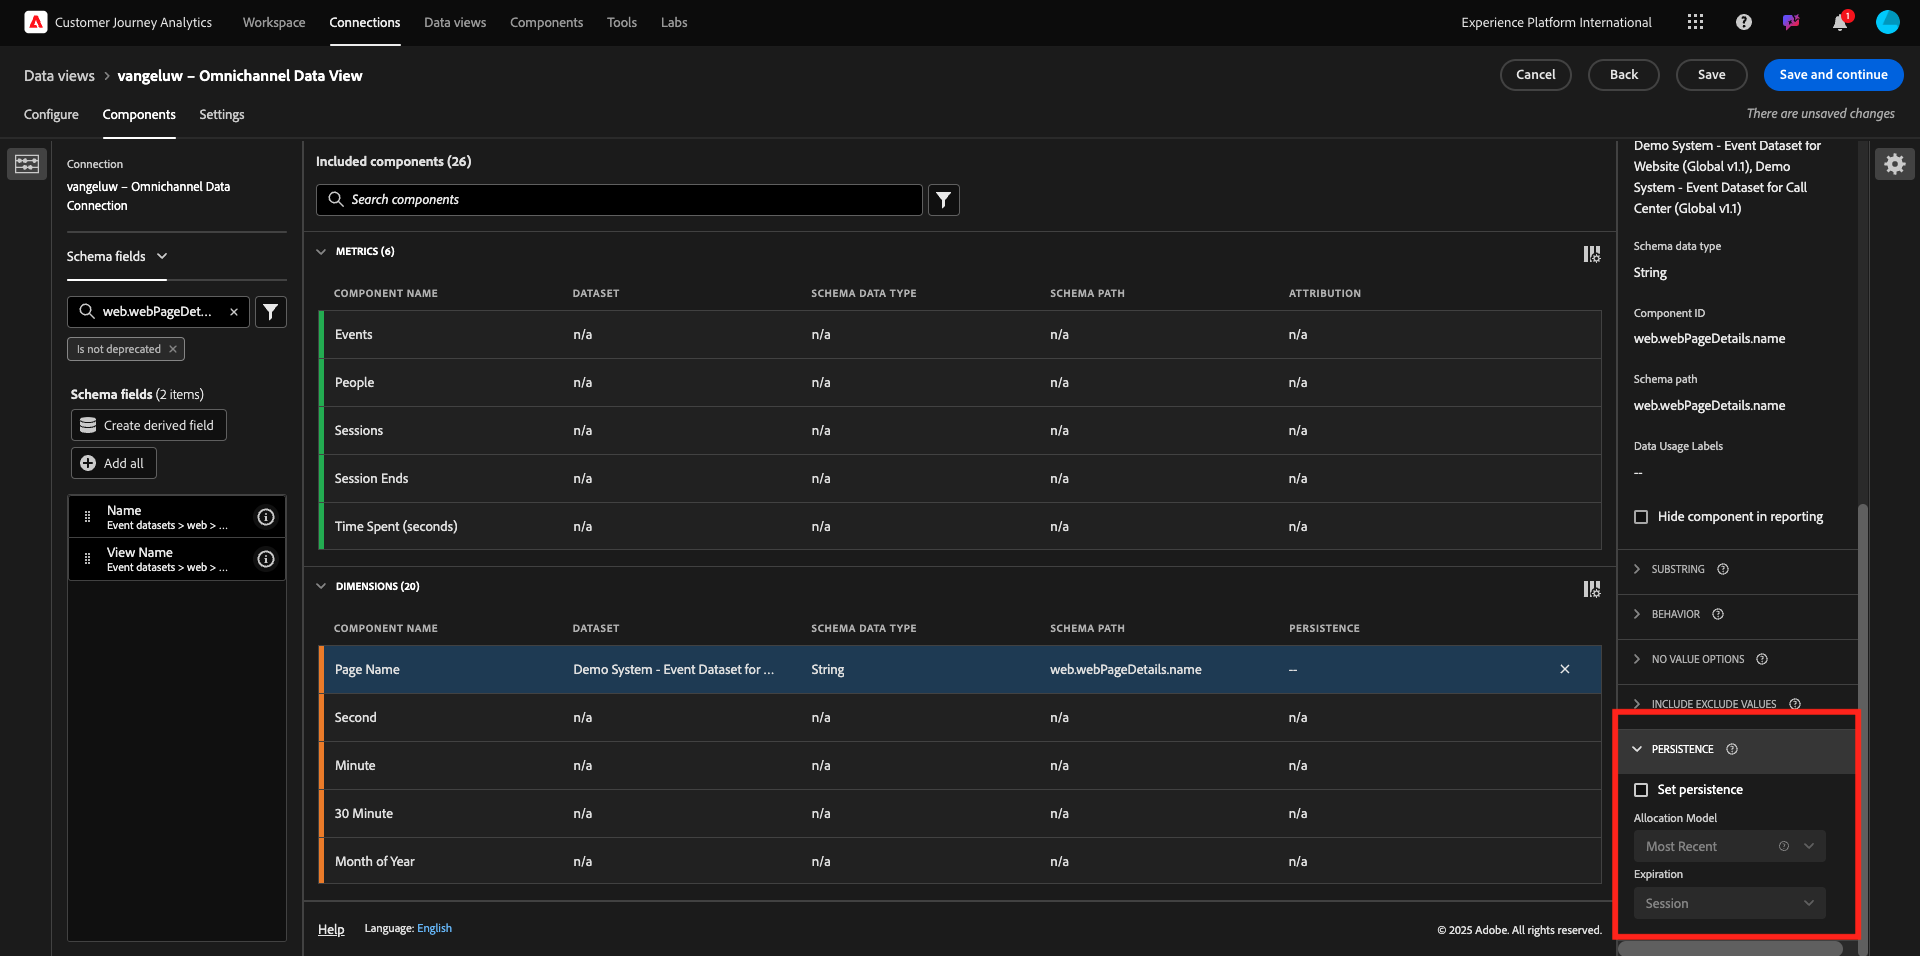 Customer Journey Analytics
Workspace
Connections
Data views
Components
Tools
Labs
Experience Platform International
1
Data views > vangeluw – Omnichannel Data View
Cancel
Back
Save
Save and continue
Configure
Components
Settings
There are unsaved changes
Connection
vangeluw – Omnichannel Data
Connection
Schema fields
web.webPageDet...
Is not deprecated
Schema fields (2 items)
Create derived field
Add all
Name
Event datasets > web > ...
View Name
Event datasets > web > ...
Included components (26)
Search components
METRICS (6)
COMPONENT NAME DATASET SCHEMA DATA TYPE SCHEMA PATH ATTRIBUTION
Events n/a n/a n/a n/a
People n/a n/a n/a n/a
Sessions n/a n/a n/a n/a
Session Ends n/a n/a n/a n/a
Time Spent (seconds) n/a n/a n/a n/a
DIMENSIONS (20)
COMPONENT NAME DATASET SCHEMA DATA TYPE SCHEMA PATH PERSISTENCE
Page Name Demo System - Event Dataset for ... String web.webPageDetails.name --
Second n/a n/a n/a n/a
Minute n/a n/a n/a n/a
30 Minute n/a n/a n/a n/a
Month of Year n/a n/a n/a n/a
Help
Language: English
© 2025 Adobe. All rights reserved.
Demo System - Event Dataset for
Website (Global v1.1), Demo
System - Event Dataset for Call
Center (Global v1.1)
Schema data type
String
Component ID
web.webPageDetails.name
Schema path
web.webPageDetails.name
Data Usage Labels
--
Hide component in reporting
SUBSTRING
BEHAVIOR
NO VALUE OPTIONS
INCLUDE EXCLUDE VALUES
PERSISTENCE
Set persistence
Allocation Model
Most Recent
Expiration
Session